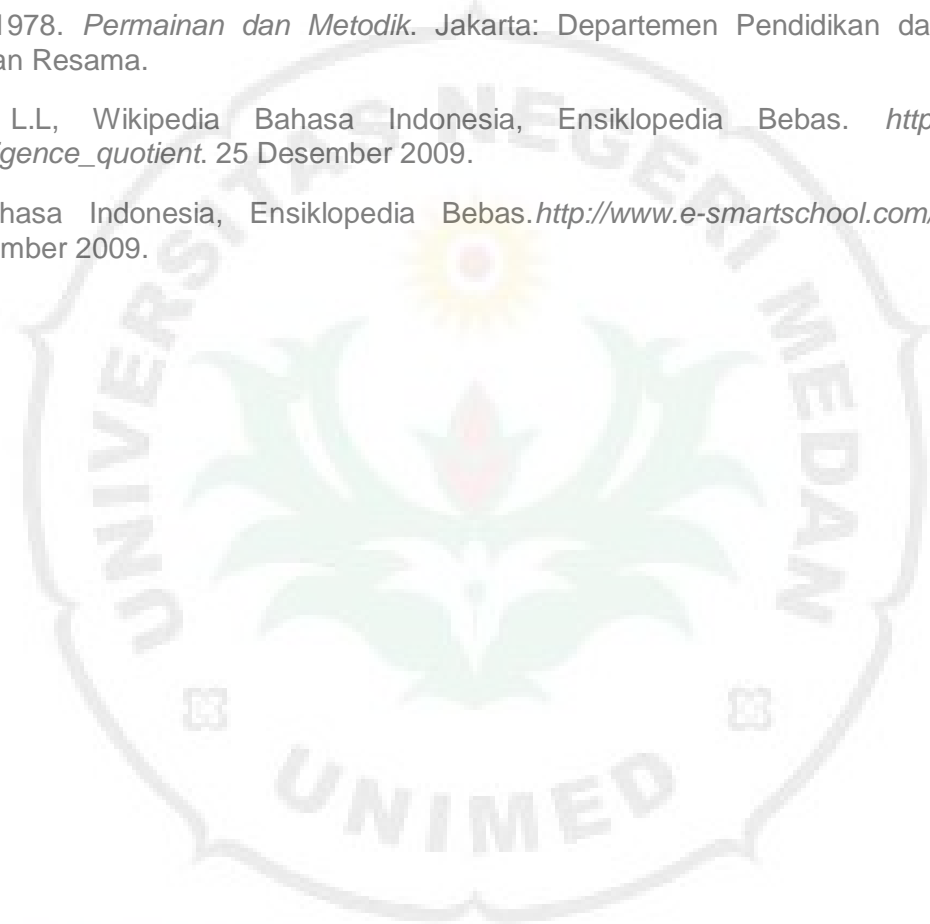 1978. Permainan dan Metodik. Jakarta: Departemen Pendidikan da
an Resama.
L.L, Wikipedia Bahasa Indonesia, Ensiklopedia Bebas. http
gence_quotient. 25 Desember 2009.
hasa Indonesia, Ensiklopedia Bebas.http://www.e-smartschool.com/
mber 2009.
UNIVERSITAS NEGERI MEDAN
UNIMED